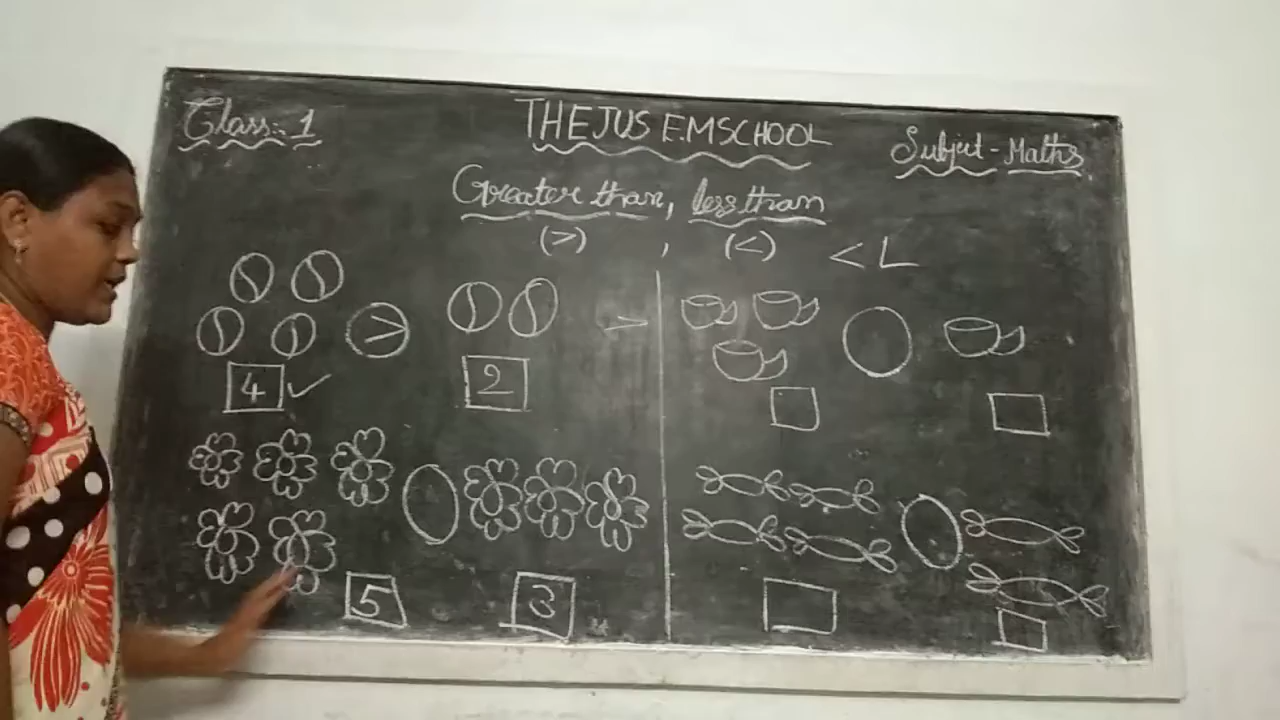 Class:- 1
THEJUS E.M SCHOOL
Subject - Maths
Greater than, less than
(>) , (<) < L
>
>
4 ✓ 2
5 3